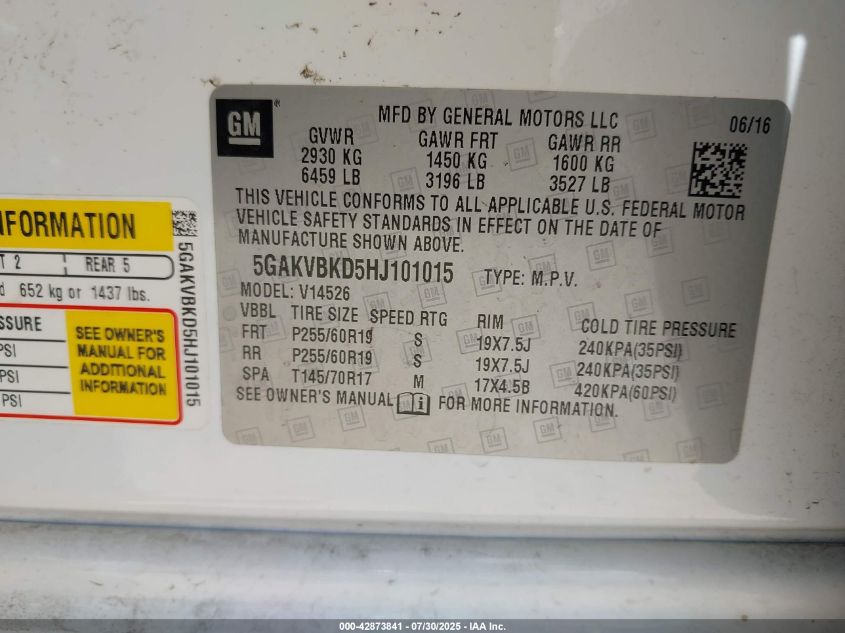 GM
®
MFD BY GENERAL MOTORS LLC
06/16
GVWR GAWR FRT GAWR RR
2930 KG 1450 KG 1600 KG
6459 LB 3196 LB 3527 LB
THIS VEHICLE CONFORMS TO ALL APPLICABLE U.S. FEDERAL MOTOR
VEHICLE SAFETY STANDARDS IN EFFECT ON THE DATE OF
MANUFACTURE SHOWN ABOVE.
5GAKVBKD5HJ101015 TYPE: M.P.V.
MODEL: V14526
VBBL TIRE SIZE SPEED RTG RIM COLD TIRE PRESSURE
FRT P255/60R19 S 19X7.5J 240KPA(35PSI)
RR P255/60R19 S 19X7.5J 240KPA(35PSI)
SPA T145/70R17 M 17X4.5B 420KPA(60PSI)
SEE OWNER'S MANUAL FOR MORE INFORMATION.
NFORMATION
T 2 REAR 5
d 652 kg or 1437 lbs.
SSURE
PSI
PSI
PSI
SEE OWNER'S
MANUAL FOR
ADDITIONAL
INFORMATION
5GAKVBKD5HJ101015
000-42873841 / 07/30/2025 - IAA Inc.